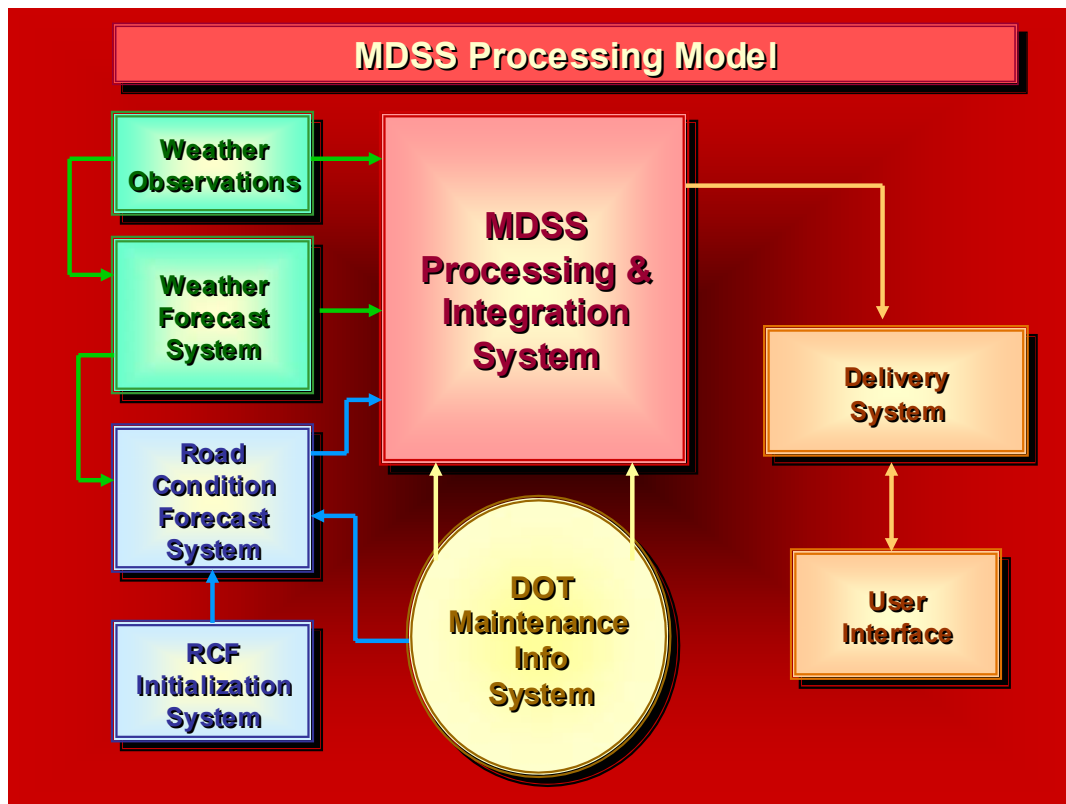 MDSS Processing Model
Weather
Observations
Weather
Forecast
System
Road
Condition
Forecast
System
RCF
Initialization
System
MDSS
Processing &
Integration
System
DOT
Maintenance
Info
System
Delivery
System
User
Interface